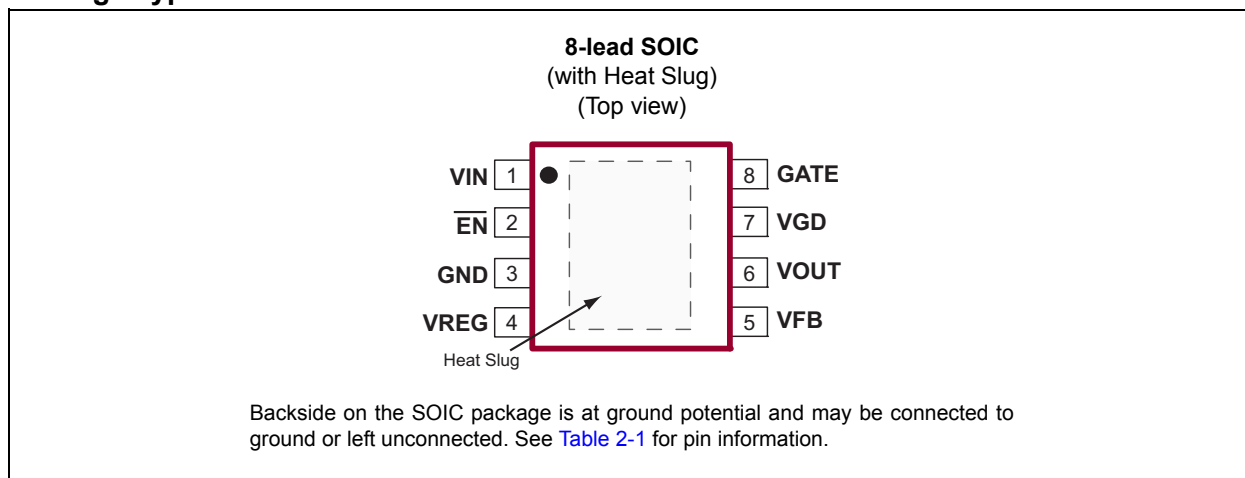 8-lead SOIC
(with Heat Slug)
(Top view)
VIN 1
EN 2
GND 3
VREG 4
8 GATE
7 VGD
6 VOUT
5 VFB
Heat Slug
Backside on the SOIC package is at ground potential and may be connected to
ground or left unconnected. See Table 2-1 for pin information.